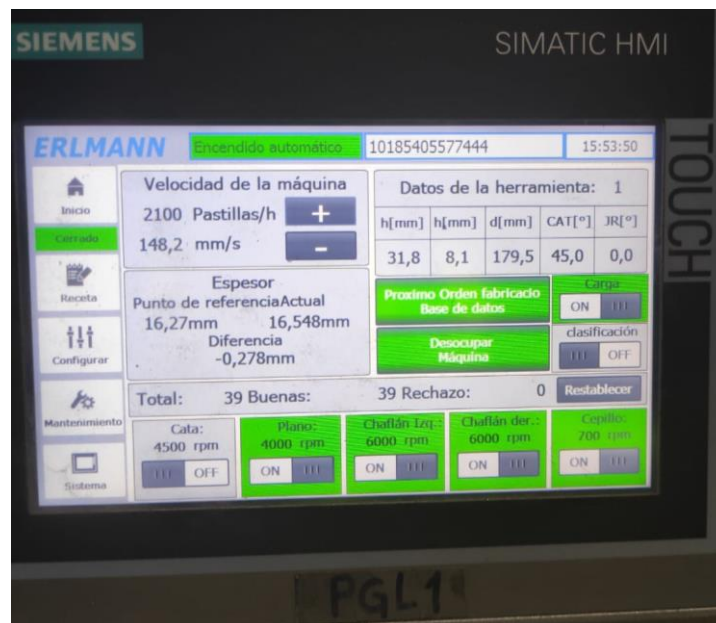 SIEMENS
SIMATIC HMI
TOUCH
ERLMANN
Encendido automático
10185405577444
15:53:50
Inicio
Cerrado
Receta
Configurar
Mantenimiento
Sistema
Velocidad de la máquina
2100 Pastillas/h +
148,2 mm/s -
Datos de la herramienta: 1
h[mm] h[mm] d[mm] CAT[°] JR[°]
31,8 8,1 179,5 45,0 0,0
Espesor
Punto de referenciaActual
16,27mm 16,548mm
Diferencia
-0,278mm
Proximo Orden fabricacio
Base de datos
Carga
ON
Desocupar
Máquina
clasificación
OFF
Total: 39 Buenas: 39 Rechazo: 0 Restablecer
Cata:
4500 rpm
OFF
Plano:
4000 rpm
ON
Chaflán Izq.:
6000 rpm
ON
Chaflán der.:
6000 rpm
ON
Cepillo:
700 rpm
ON
PGL1